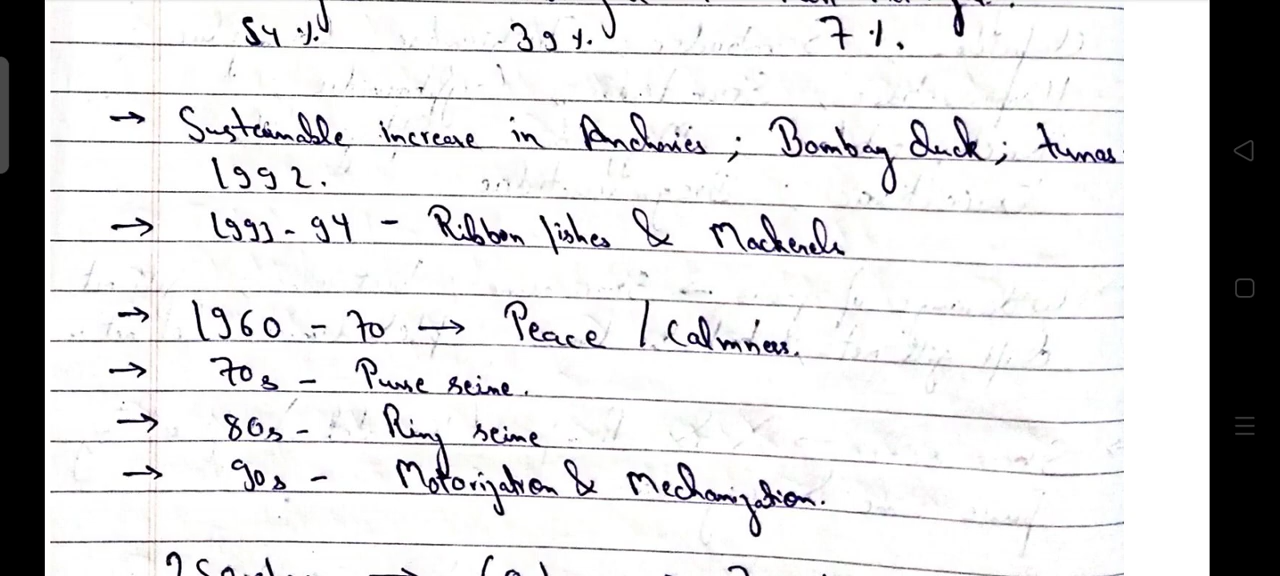 54 %. 39 %. 7 %.
→ Sustainable increase in Anchovies ; Bombay duck ; tunas
1992.
→ 1993 - 94 - Ribbon fishes & Mackerels
→ 1960 - 70 → Peace / Calmness.
→ 70s - Purse seine.
→ 80s - Ring seine
→ 90s - Motorization & Mechanization.